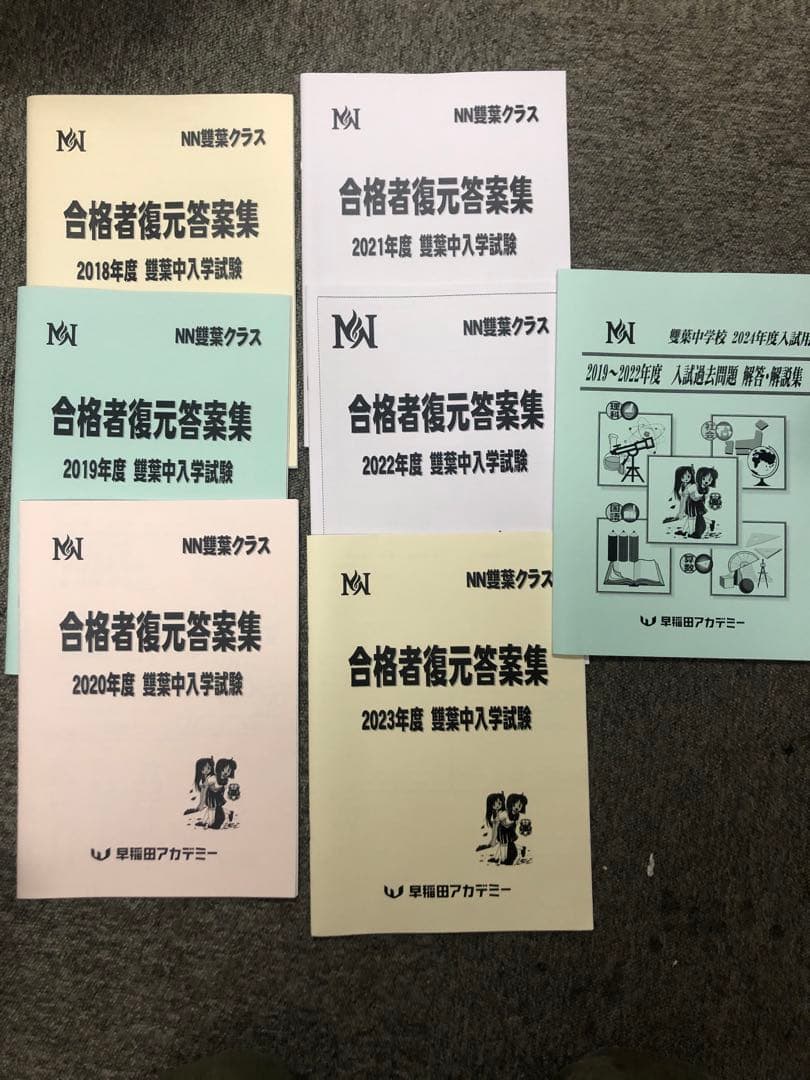 NN
NN雙葉クラス
合格者復元答案集
2018年度 雙葉中入学試験
NN
NN雙葉クラス
合格者復元答案集
2019年度 雙葉中入学試験
NN
NN雙葉クラス
合格者復元答案集
2020年度 雙葉中入学試験
早稲田アカデミー
NN
NN雙葉クラス
合格者復元答案集
2021年度 雙葉中入学試験
NN
NN雙葉クラス
合格者復元答案集
2022年度 雙葉中入学試験
NN
NN雙葉クラス
合格者復元答案集
2023年度 雙葉中入学試験
早稲田アカデミー
NN
雙葉中学校 2024年度入試用
2019～2022年度 入試過去問題 解答・解説集
理科
社会
国語
算数
早稲田アカデミー